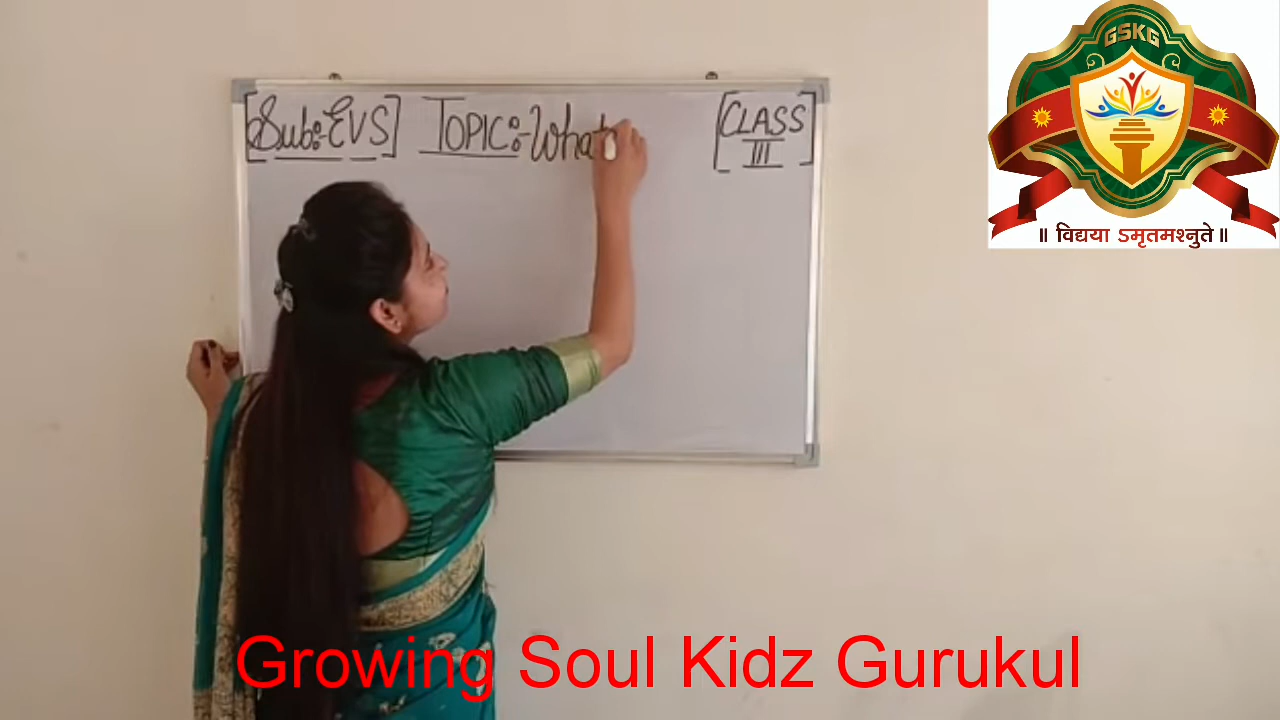 [Sub:-EVS] TOPIC:-What [CLASS
III]
GSKG
॥ विद्यया ऽमृतमश्नुते ॥
Growing Soul Kidz Gurukul